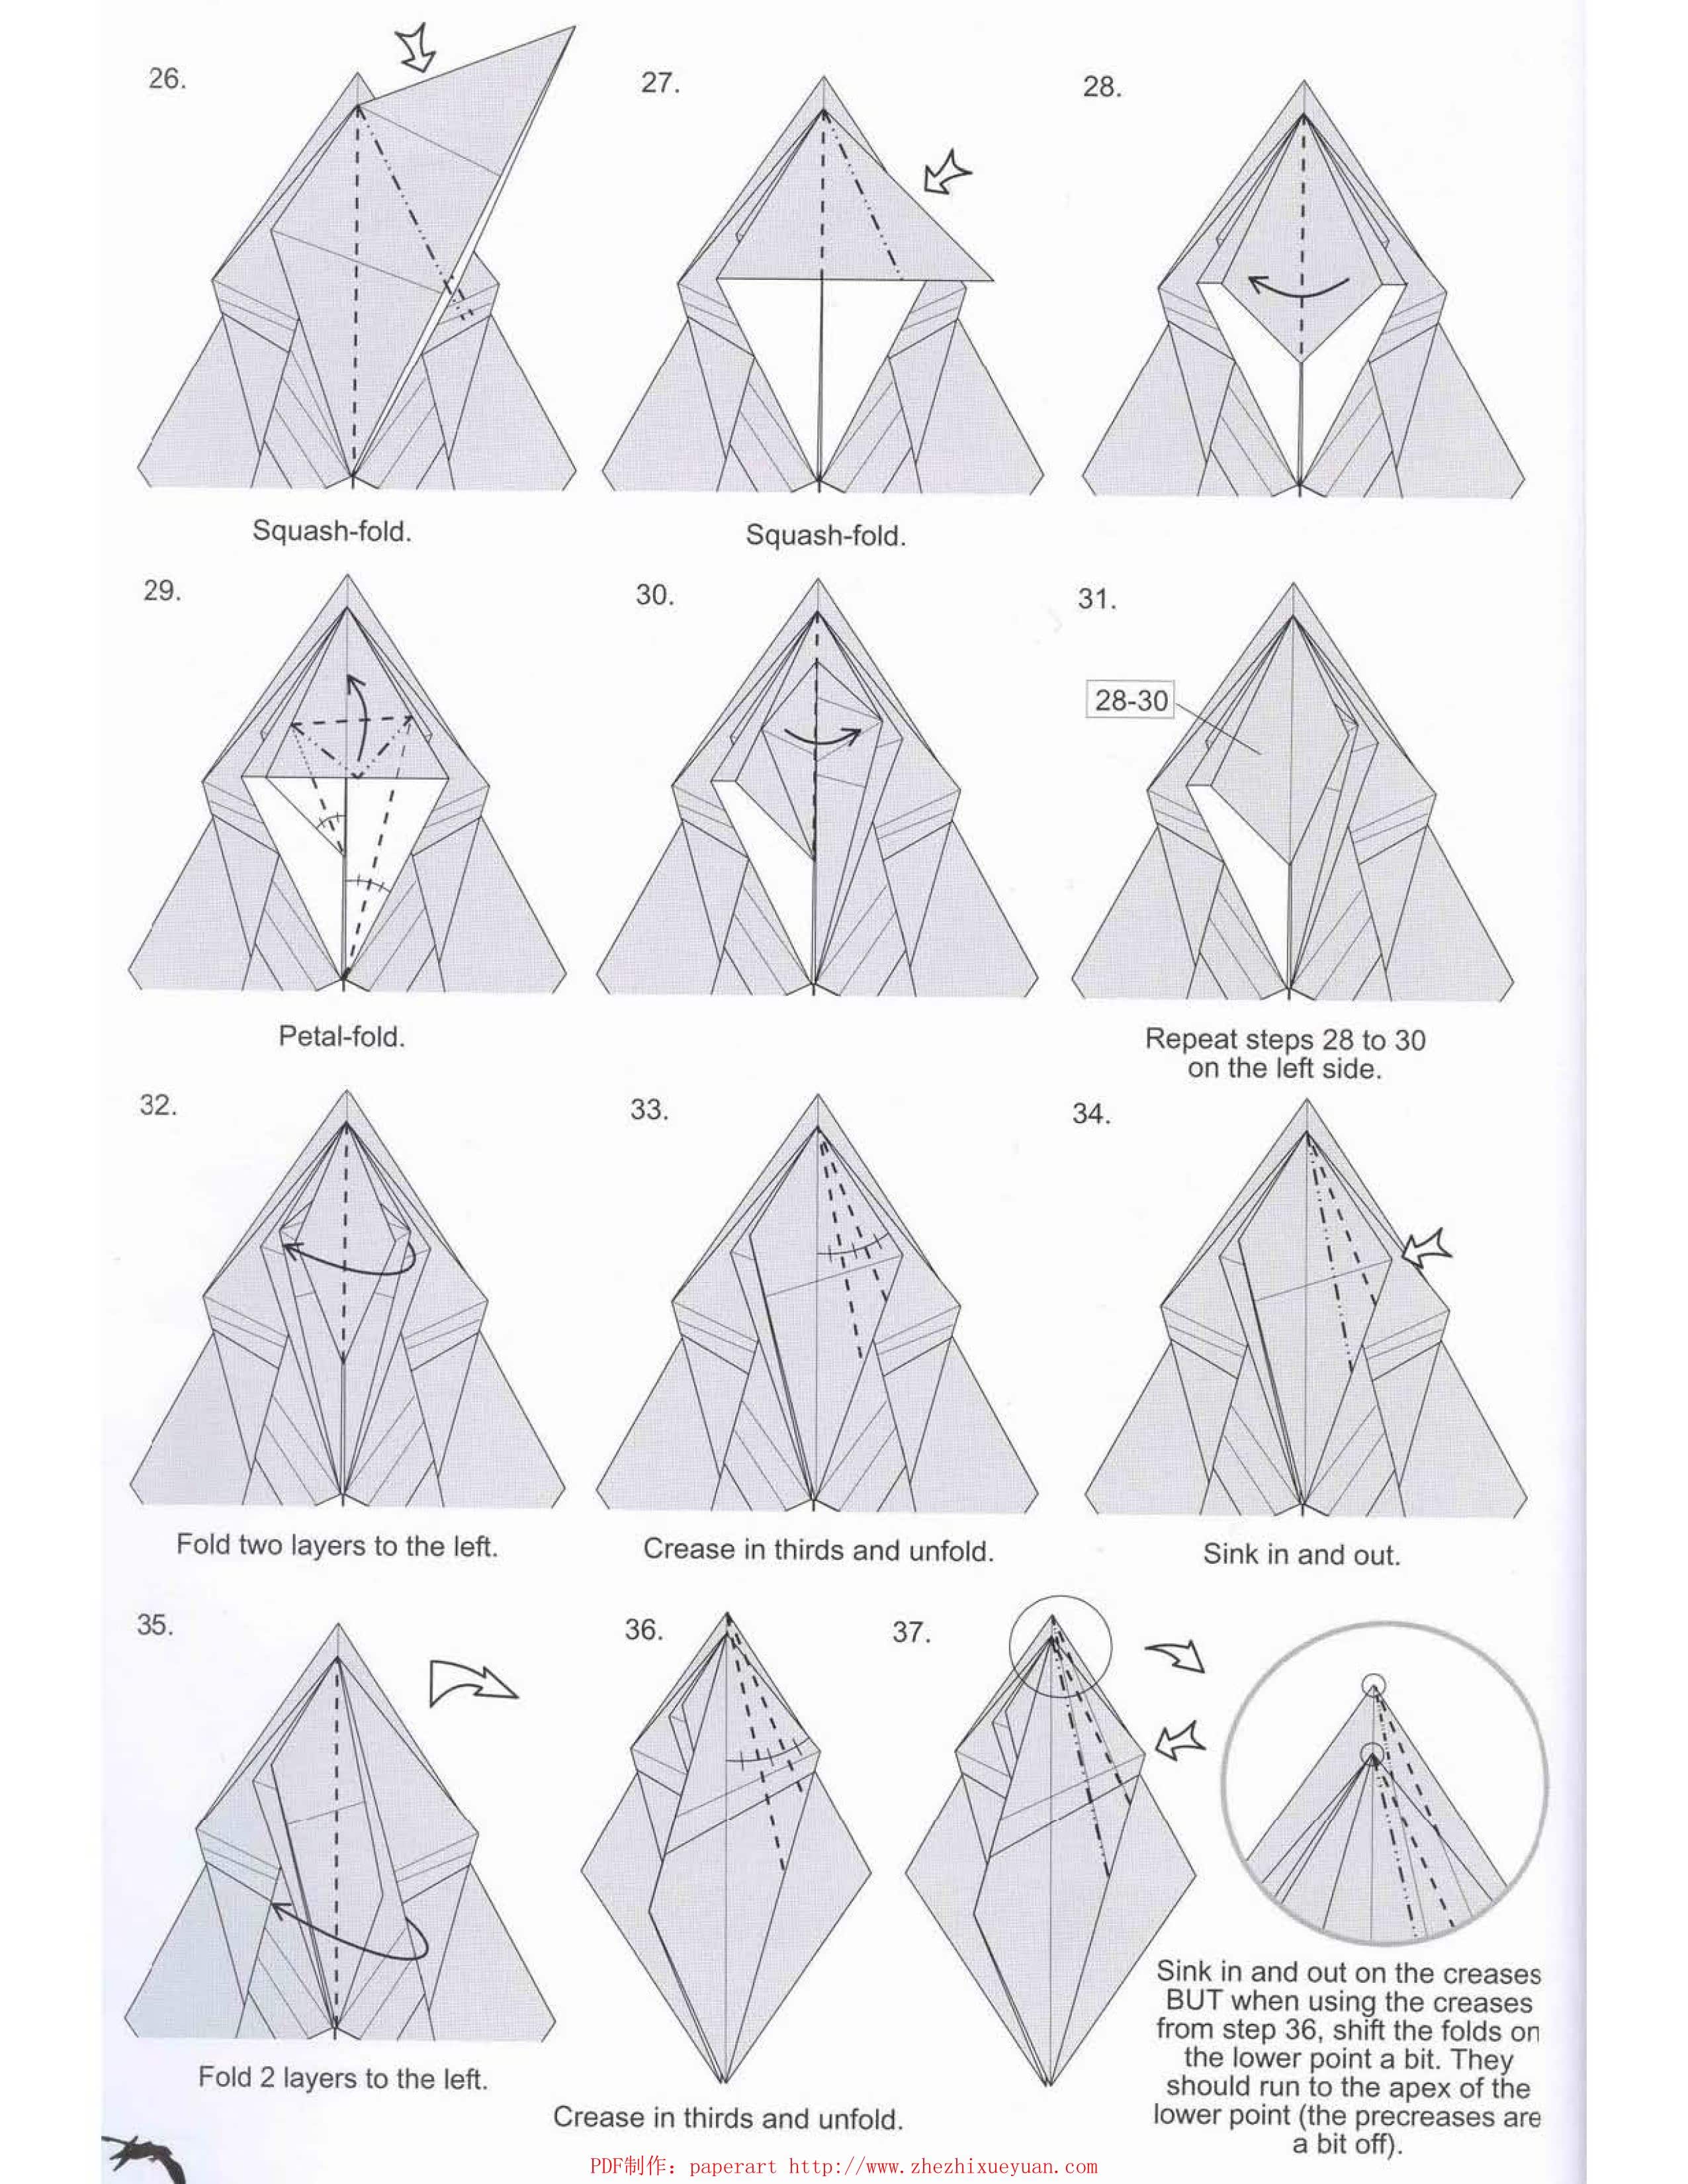 26.
27.
28.
Squash-fold.
Squash-fold.
29.
30.
31.
28-30
Petal-fold.
Repeat steps 28 to 30
on the left side.
32.
33.
34.
Fold two layers to the left.
Crease in thirds and unfold.
Sink in and out.
35.
36.
37.
Fold 2 layers to the left.
Crease in thirds and unfold.
Sink in and out on the creases
BUT when using the creases
from step 36, shift the folds on
the lower point a bit. They
should run to the apex of the
lower point (the precreases are
a bit off).
PDF制作：paperart http://www.zhezhixueyuan.com